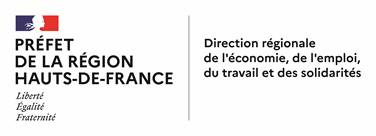 PRÉFET
DE LA RÉGION
HAUTS-DE-FRANCE
Liberté
Égalité
Fraternité
Direction régionale
de l'économie, de l'emploi,
du travail et des solidarités